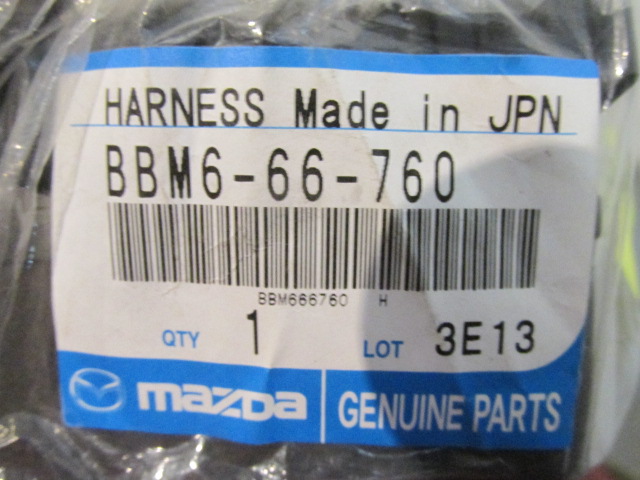 HARNESS Made in JPN
BBM6-66-760
BBM666760 H
QTY 1 LOT 3E13
mazda GENUINE PARTS